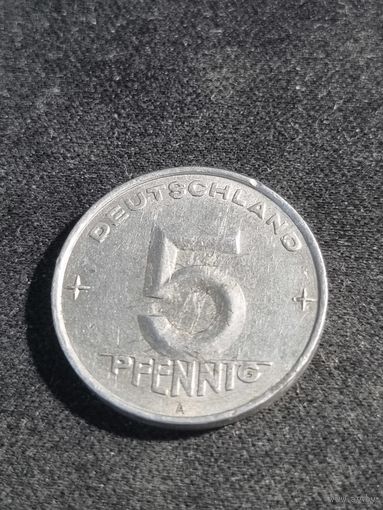 DEUTSCHLAND
5
PFENNIG
A